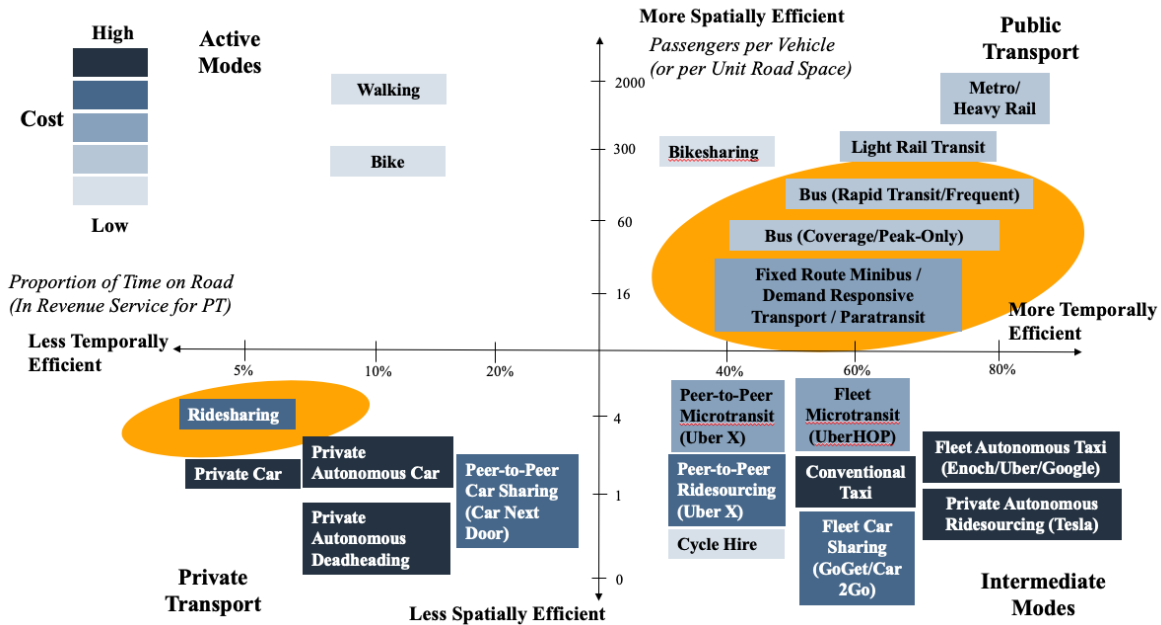 High
Cost
Low
Active
Modes
Walking
Bike
More Spatially Efficient
Passengers per Vehicle
(or per Unit Road Space)
Public
Transport
2000
300
60
16
Metro/
Heavy Rail
Bikesharing
Light Rail Transit
Bus (Rapid Transit/Frequent)
Bus (Coverage/Peak-Only)
Fixed Route Minibus /
Demand Responsive
Transport / Paratransit
Proportion of Time on Road
(In Revenue Service for PT)
Less Temporally
Efficient
More Temporally
Efficient
5%
10%
20%
40%
60%
80%
4
1
0
Ridesharing
Private Car
Private
Autonomous Car
Private
Autonomous
Deadheading
Peer-to-Peer
Car Sharing
(Car Next
Door)
Peer-to-Peer
Microtransit
(Uber X)
Peer-to-Peer
Ridesourcing
(Uber X)
Cycle Hire
Fleet
Microtransit
(UberHOP)
Conventional
Taxi
Fleet Car
Sharing
(GoGet/Car
2Go)
Fleet Autonomous Taxi
(Enoch/Uber/Google)
Private Autonomous
Ridesourcing (Tesla)
Private
Transport
Less Spatially Efficient
Intermediate
Modes